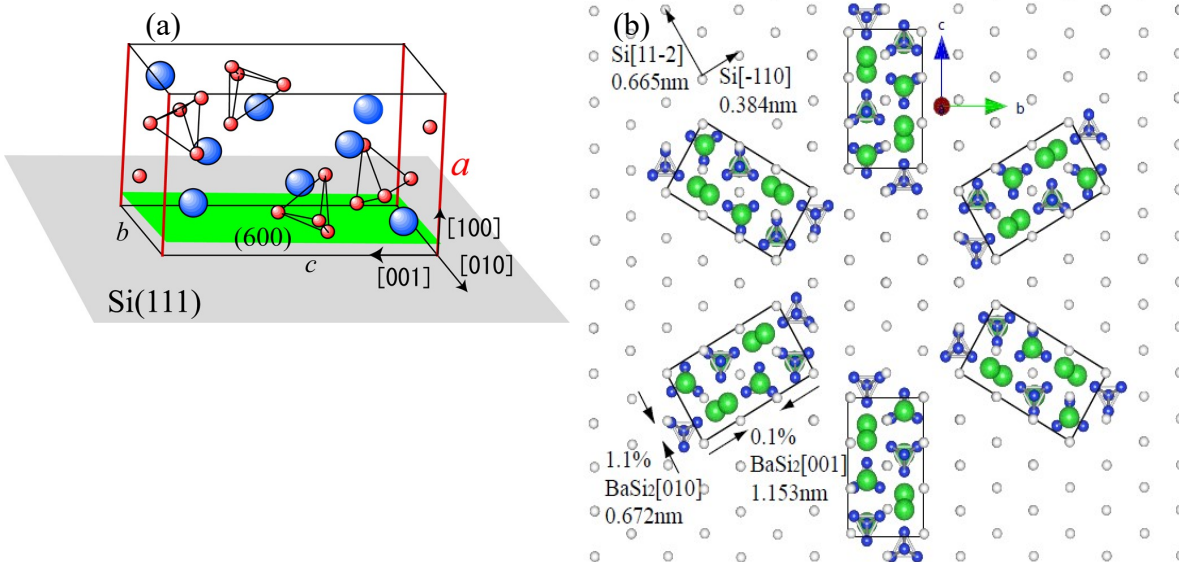 (a)
a
[100]
b
(600)
c
[001]
[010]
Si(111)
(b)
Si[11-2]
0.665nm
Si[-110]
0.384nm
c
b
0.1%
BaSi2[001]
1.153nm
1.1%
BaSi2[010]
0.672nm